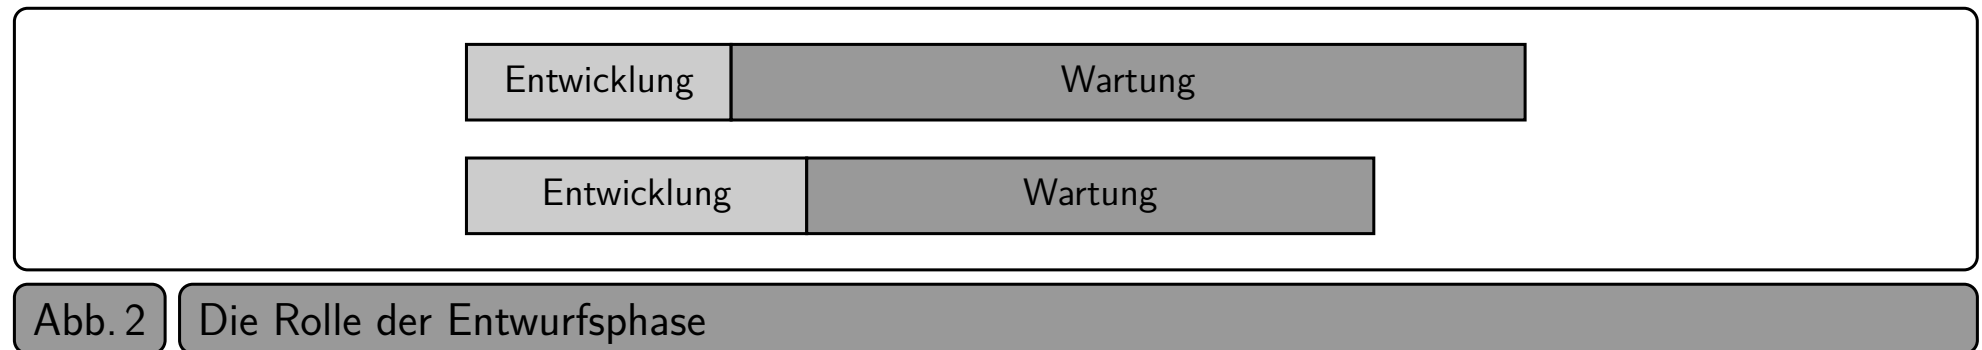 Entwicklung Wartung
Entwicklung Wartung
Abb. 2 Die Rolle der Entwurfsphase